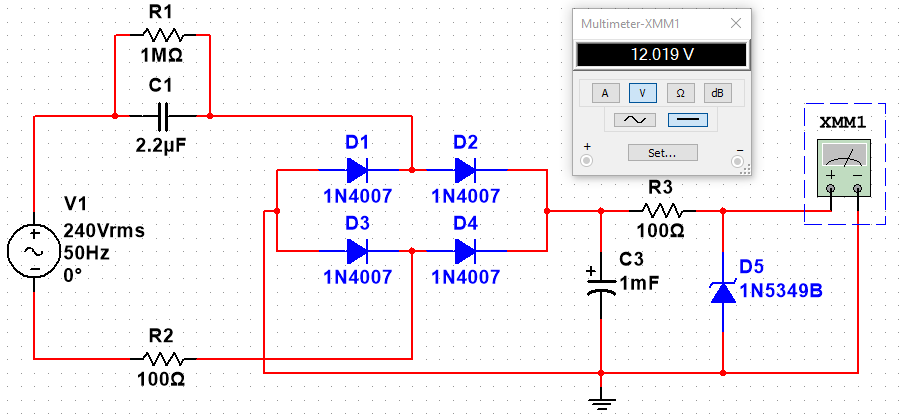 R1
1MΩ
C1
2.2µF
V1
+
240Vrms
50Hz
0°
R2
100Ω
D1
1N4007
D2
1N4007
D3
1N4007
D4
1N4007
+
C3
1mF
R3
100Ω
D5
1N5349B
Multimeter-XMM1
12.019 V
A V Ω dB
+ −
Set...
XMM1
+ −